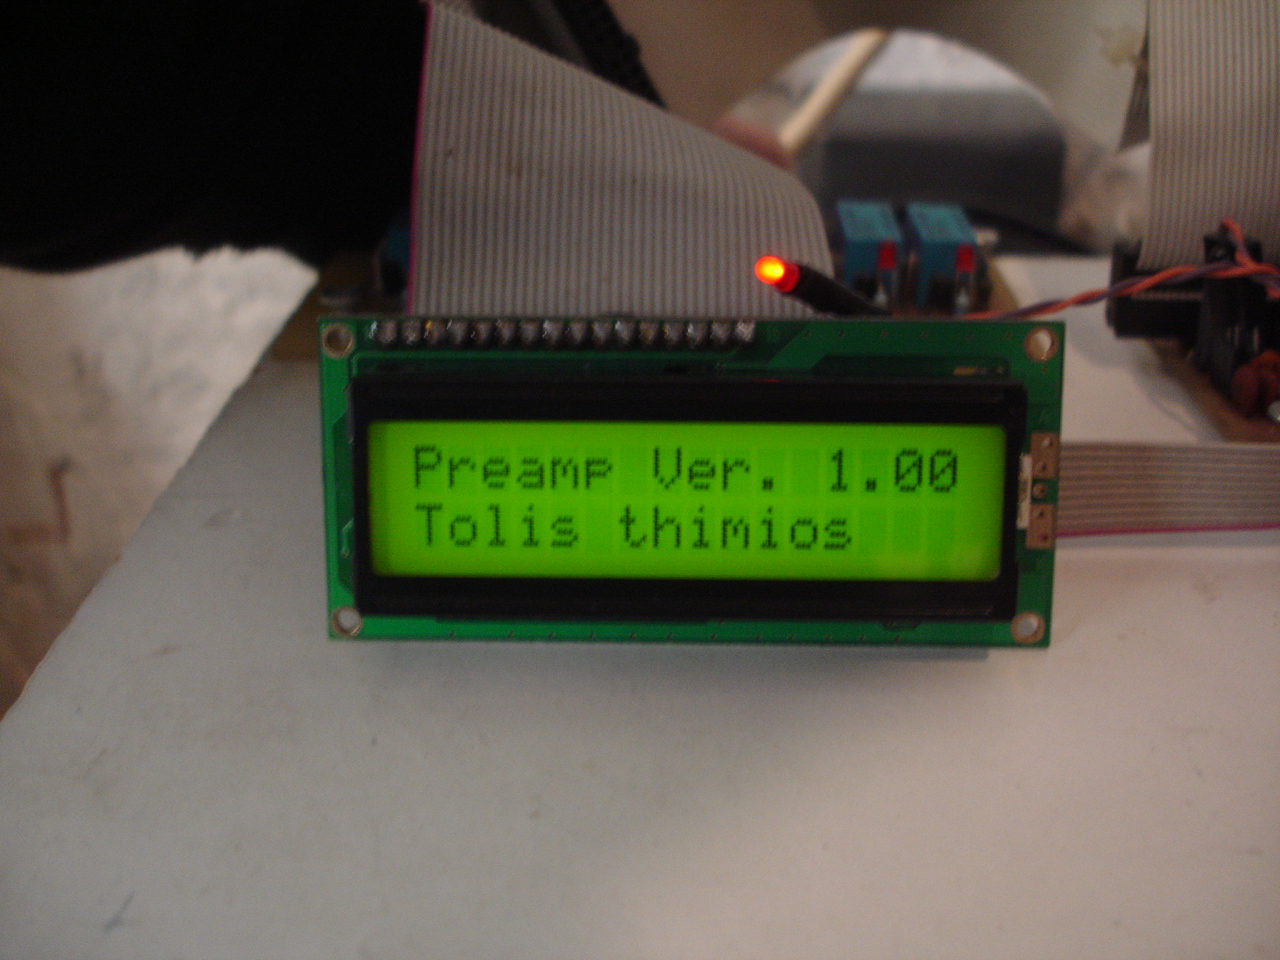 Preamp Ver. 1.00
Tolis thimios